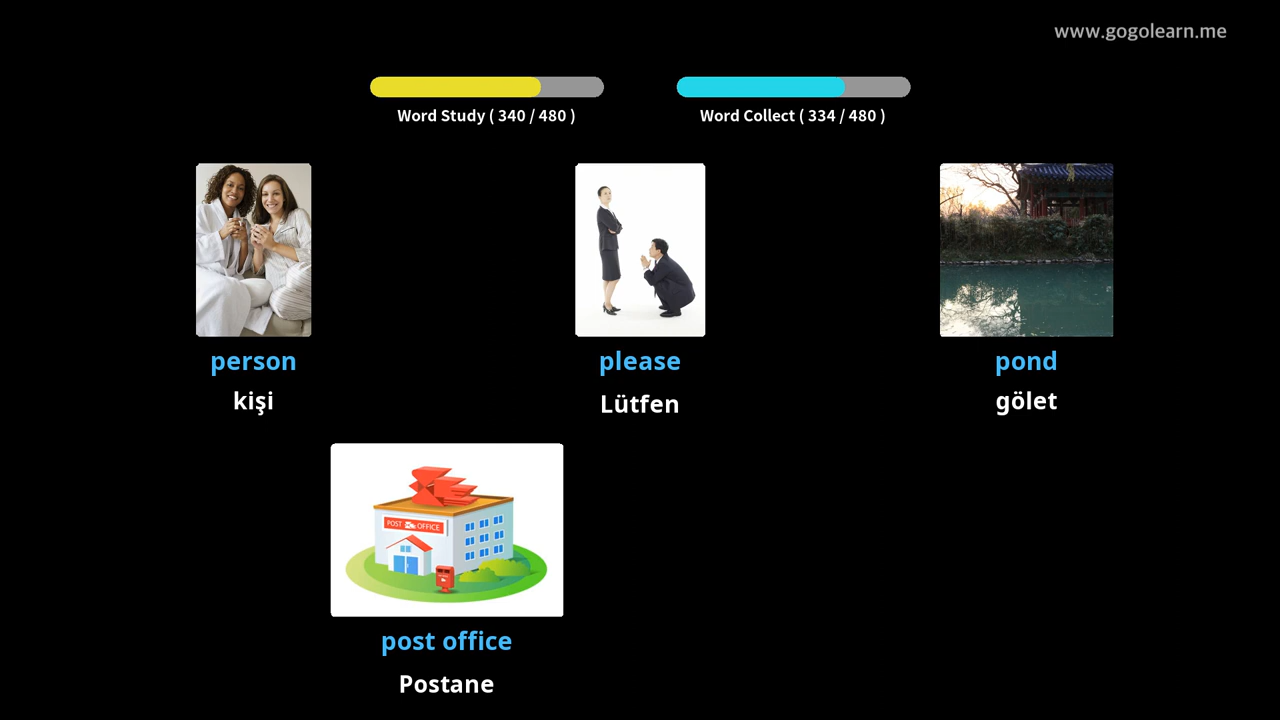 www.gogolearn.me
Word Study ( 340 / 480 )
Word Collect ( 334 / 480 )
person
please
pond
kişi
Lütfen
gölet
POST OFFICE
post office
Postane